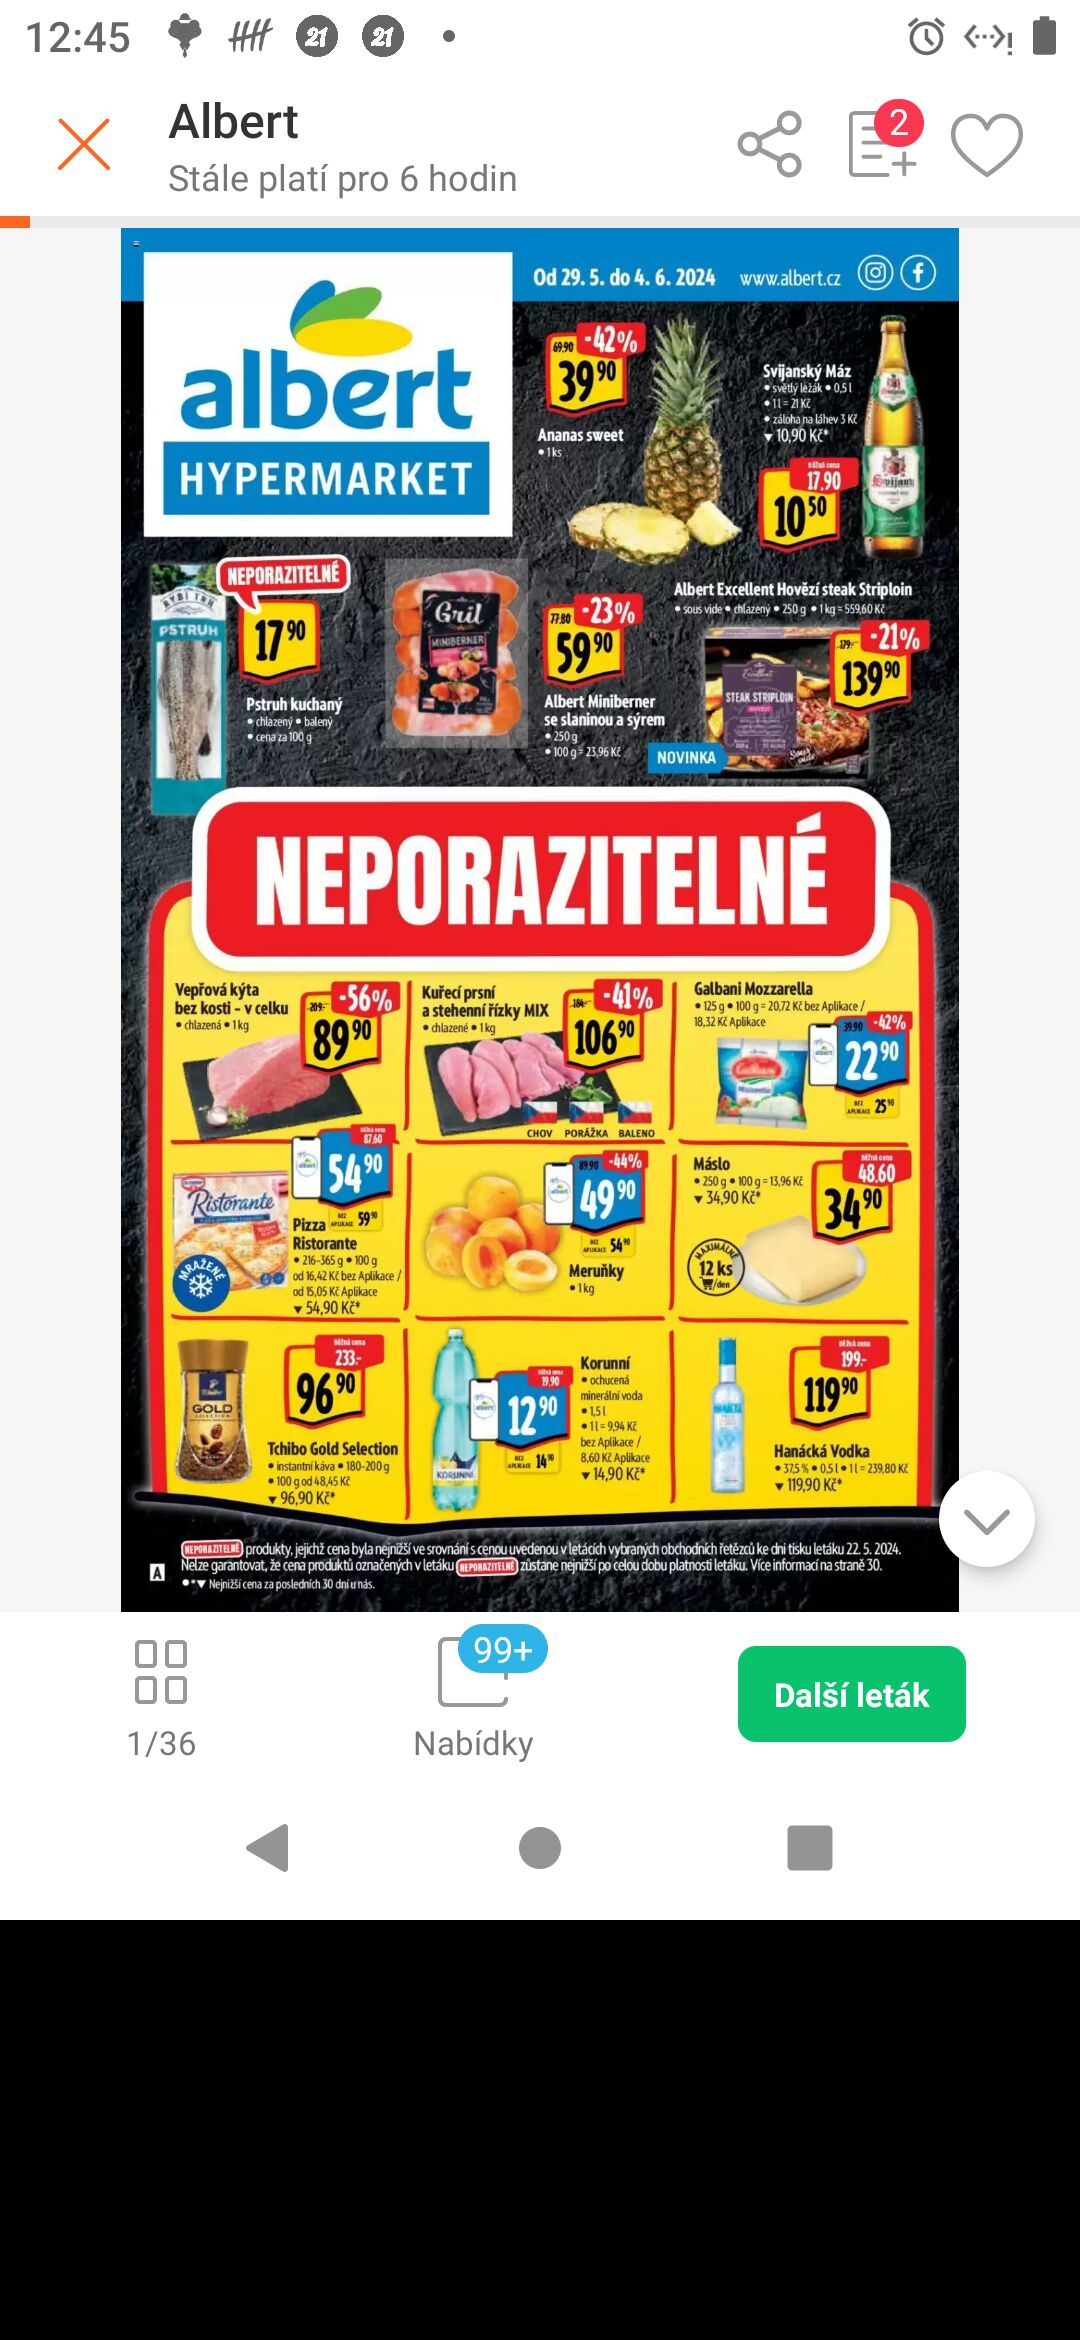 12:45
21
21
Albert
Stále platí pro 6 hodin
2
albert
HYPERMARKET
Od 29. 5. do 4. 6. 2024 www.albert.cz
69.90 -42%
39 90
Ananas sweet
• 1ks
Svijanský Máz
• světlý ležák • 0,5 l
• 1 l = 21 Kč
• záloha na láhev 3 Kč
▼ 10,90 Kč*
Běžná cena
17.90
10 50
NEPORAZITELNÉ
17 90
PSTRUH
Pstruh kuchaný
• chlazený • balený
• cena za 100 g
Gril
MINIBERNER
77.80 -23%
59 90
Albert Miniberner
se slaninou a sýrem
• 250 g
• 100 g = 23,96 Kč
Albert Excellent Hovězí steak Striploin
• sous vide • chlazený • 250 g • 1 kg = 559,60 Kč
179.- -21%
139 90
Excellent
STEAK STRIPLOIN
NOVINKA
NEPORAZITELNÉ
Vepřová kýta
bez kosti – v celku
• chlazená • 1 kg
209.- -56%
89 90
Kuřecí prsní
a stehenní řízky MIX
• chlazené • 1 kg
184.- -41%
106 90
CHOV PORÁŽKA BALENO
Galbani Mozzarella
• 125 g • 100 g = 20,72 Kč bez Aplikace /
18,32 Kč Aplikace
39.90 -42%
albert
22 90
BEZ
APLIKACE 25 90
Galbani
Mozzarella
Běžná cena
87.60
albert
54 90
BEZ
APLIKACE 59 90
Ristorante
MRAŽENÉ
Pizza
Ristorante
• 216-365 g • 100 g
od 16,42 Kč bez Aplikace /
od 15,05 Kč Aplikace
▼ 54,90 Kč*
89.90 -44%
albert
49 90
BEZ
APLIKACE 54 90
Meruňky
• 1 kg
Máslo
• 250 g • 100 g = 13,96 Kč
▼ 34,90 Kč*
Běžná cena
48.60
34 90
MAXIMÁLNĚ
12 ks
/den
Běžná cena
233.-
96 90
Tchibo
GOLD
SELECTION
Tchibo Gold Selection
• instantní káva • 180-200 g
• 100 g od 48,45 Kč
▼ 96,90 Kč*
Běžná cena
19.90
albert
12 90
BEZ
APLIKACE 14 90
KORUNNÍ
Korunní
• ochucená
minerální voda
• 1,5 l
• 1 l = 9,94 Kč
bez Aplikace /
8,60 Kč Aplikace
▼ 14,90 Kč*
Běžná cena
199.-
119 90
Hanácká Vodka
• 37,5 % • 0,5 l • 1 l = 239,80 Kč
▼ 119,90 Kč*
NEPORAZITELNÉ produkty, jejichž cena byla nejnižší ve srovnání s cenou uvedenou v letácích vybraných obchodních řetězců ke dni tisku letáku 22. 5. 2024.
Nelze garantovat, že cena produktů označených v letáku NEPORAZITELNÉ zůstane nejnižší po celou dobu platnosti letáku. Více informací na straně 30.
A
•*▼ Nejnižší cena za posledních 30 dní u nás.
99+
1/36
Nabídky
Další leták